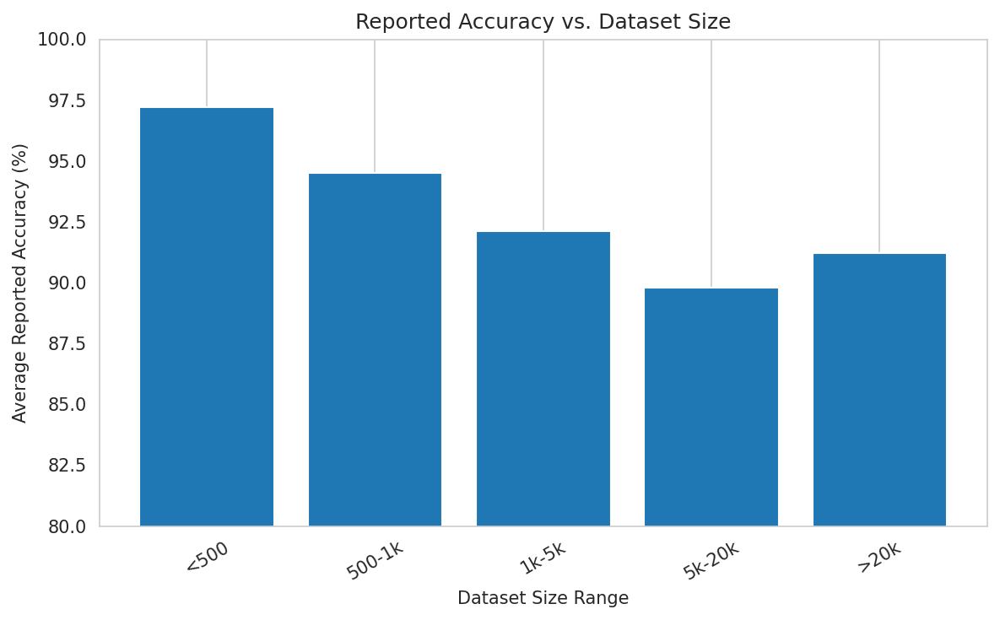 Reported Accuracy vs. Dataset Size
100.0
97.5
95.0
92.5
90.0
87.5
85.0
82.5
80.0
Average Reported Accuracy (%)
<500
500-1k
1k-5k
5k-20k
>20k
Dataset Size Range